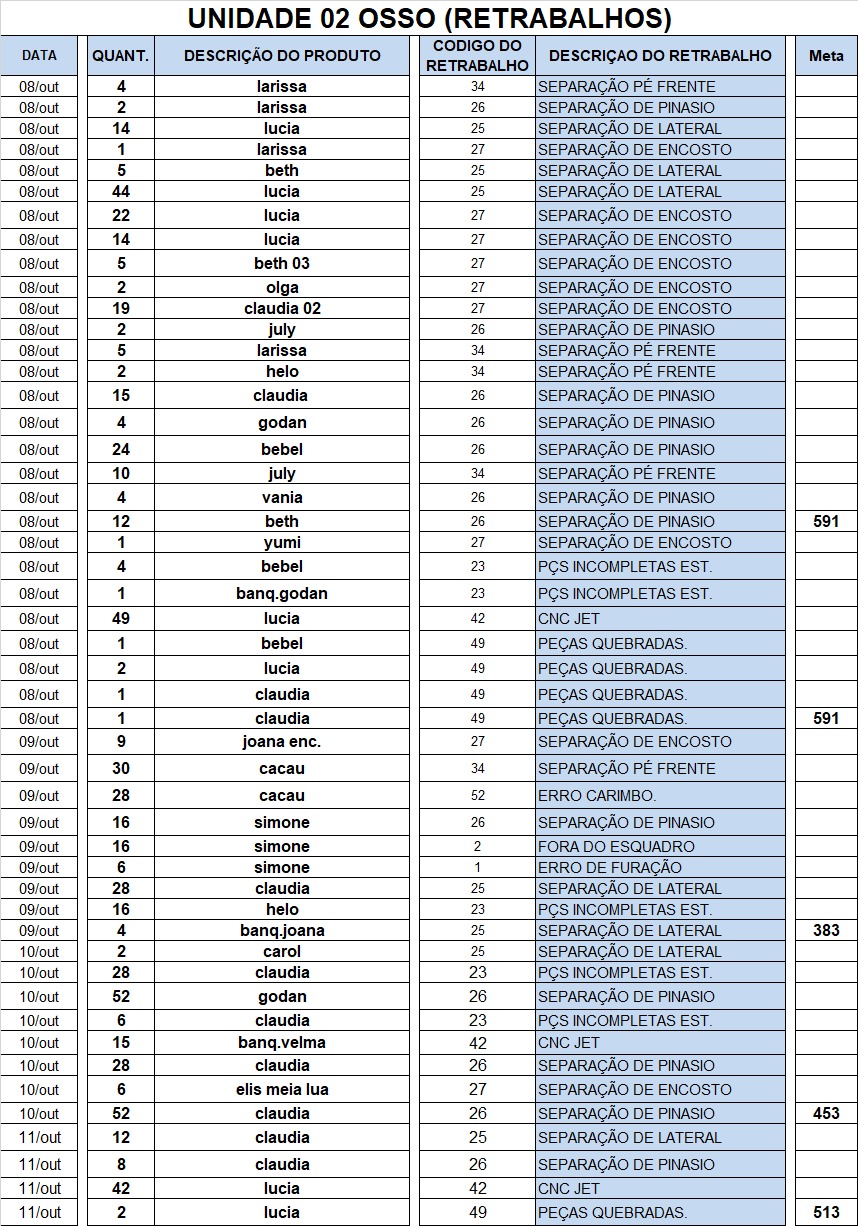 UNIDADE 02 OSSO (RETRABALHOS)
DATA QUANT. DESCRIÇÃO DO PRODUTO CODIGO DO RETRABALHO DESCRIÇAO DO RETRABALHO Meta
08/out 4 larissa 34 SEPARAÇÃO PÉ FRENTE
08/out 2 larissa 26 SEPARAÇÃO DE PINASIO
08/out 14 lucia 25 SEPARAÇÃO DE LATERAL
08/out 1 larissa 27 SEPARAÇÃO DE ENCOSTO
08/out 5 beth 25 SEPARAÇÃO DE LATERAL
08/out 44 lucia 25 SEPARAÇÃO DE LATERAL
08/out 22 lucia 27 SEPARAÇÃO DE ENCOSTO
08/out 14 lucia 27 SEPARAÇÃO DE ENCOSTO
08/out 5 beth 03 27 SEPARAÇÃO DE ENCOSTO
08/out 2 olga 27 SEPARAÇÃO DE ENCOSTO
08/out 19 claudia 02 27 SEPARAÇÃO DE ENCOSTO
08/out 2 july 26 SEPARAÇÃO DE PINASIO
08/out 5 larissa 34 SEPARAÇÃO PÉ FRENTE
08/out 2 helo 34 SEPARAÇÃO PÉ FRENTE
08/out 15 claudia 26 SEPARAÇÃO DE PINASIO
08/out 4 godan 26 SEPARAÇÃO DE PINASIO
08/out 24 bebel 26 SEPARAÇÃO DE PINASIO
08/out 10 july 34 SEPARAÇÃO PÉ FRENTE
08/out 4 vania 26 SEPARAÇÃO DE PINASIO
08/out 12 beth 26 SEPARAÇÃO DE PINASIO 591
08/out 1 yumi 27 SEPARAÇÃO DE ENCOSTO
08/out 4 bebel 23 PÇS INCOMPLETAS EST.
08/out 1 banq.godan 23 PÇS INCOMPLETAS EST.
08/out 49 lucia 42 CNC JET
08/out 1 bebel 49 PEÇAS QUEBRADAS.
08/out 2 lucia 49 PEÇAS QUEBRADAS.
08/out 1 claudia 49 PEÇAS QUEBRADAS.
08/out 1 claudia 49 PEÇAS QUEBRADAS. 591
09/out 9 joana enc. 27 SEPARAÇÃO DE ENCOSTO
09/out 30 cacau 34 SEPARAÇÃO PÉ FRENTE
09/out 28 cacau 52 ERRO CARIMBO.
09/out 16 simone 26 SEPARAÇÃO DE PINASIO
09/out 16 simone 2 FORA DO ESQUADRO
09/out 6 simone 1 ERRO DE FURAÇÃO
09/out 28 claudia 25 SEPARAÇÃO DE LATERAL
09/out 16 helo 23 PÇS INCOMPLETAS EST.
09/out 4 banq.joana 25 SEPARAÇÃO DE LATERAL 383
10/out 2 carol 25 SEPARAÇÃO DE LATERAL
10/out 28 claudia 23 PÇS INCOMPLETAS EST.
10/out 52 godan 26 SEPARAÇÃO DE PINASIO
10/out 6 claudia 23 PÇS INCOMPLETAS EST.
10/out 15 banq.velma 42 CNC JET
10/out 28 claudia 26 SEPARAÇÃO DE PINASIO
10/out 6 elis meia lua 27 SEPARAÇÃO DE ENCOSTO
10/out 52 claudia 26 SEPARAÇÃO DE PINASIO 453
11/out 12 claudia 25 SEPARAÇÃO DE LATERAL
11/out 8 claudia 26 SEPARAÇÃO DE PINASIO
11/out 42 lucia 42 CNC JET
11/out 2 lucia 49 PEÇAS QUEBRADAS. 513